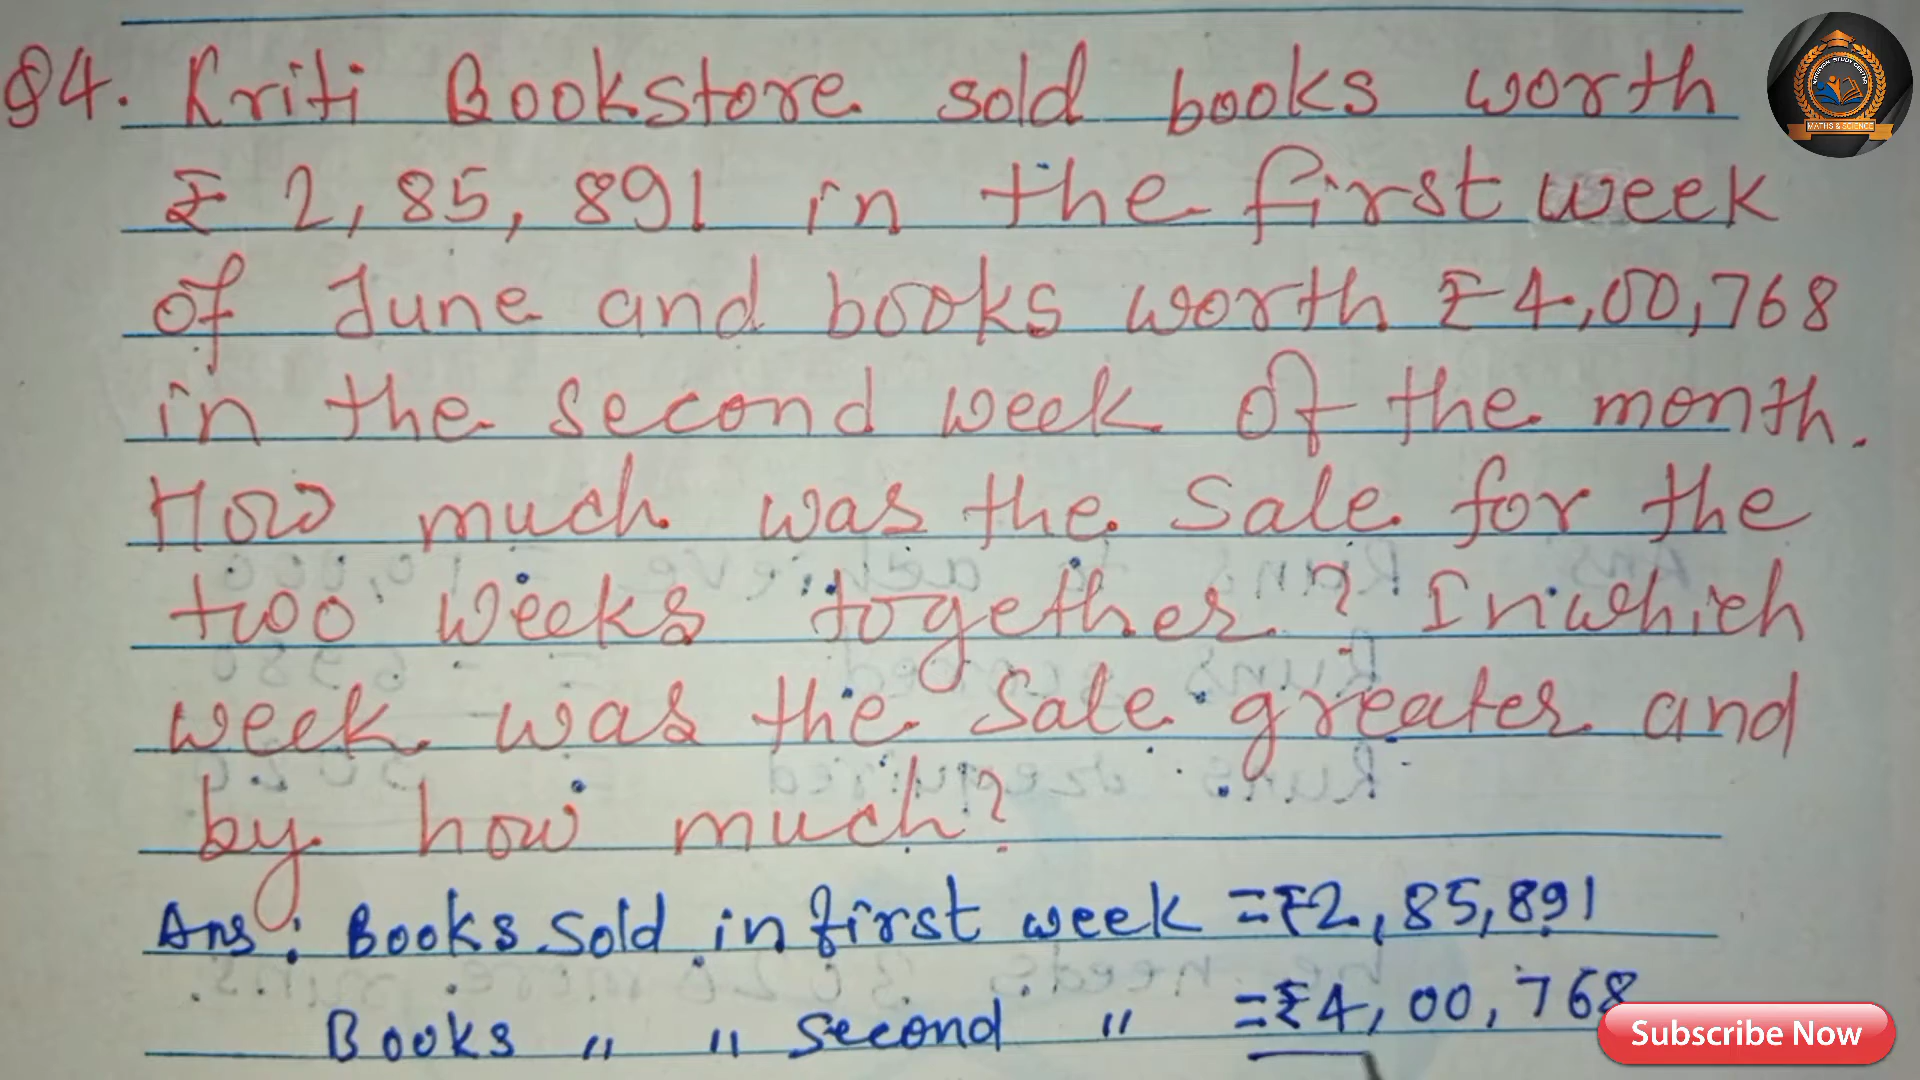 Q4. Kriti Bookstore sold books worth
₹ 2,85,891 in the first week
of June and books worth ₹4,00,768
in the second week of the month.
How much was the Sale for the
two weeks together? In which
week was the Sale greater and
by how much?
Ans: Books sold in first week = ₹2,85,891
Books " " second " = ₹4,00,768
MATHS & SCIENCE
Subscribe Now